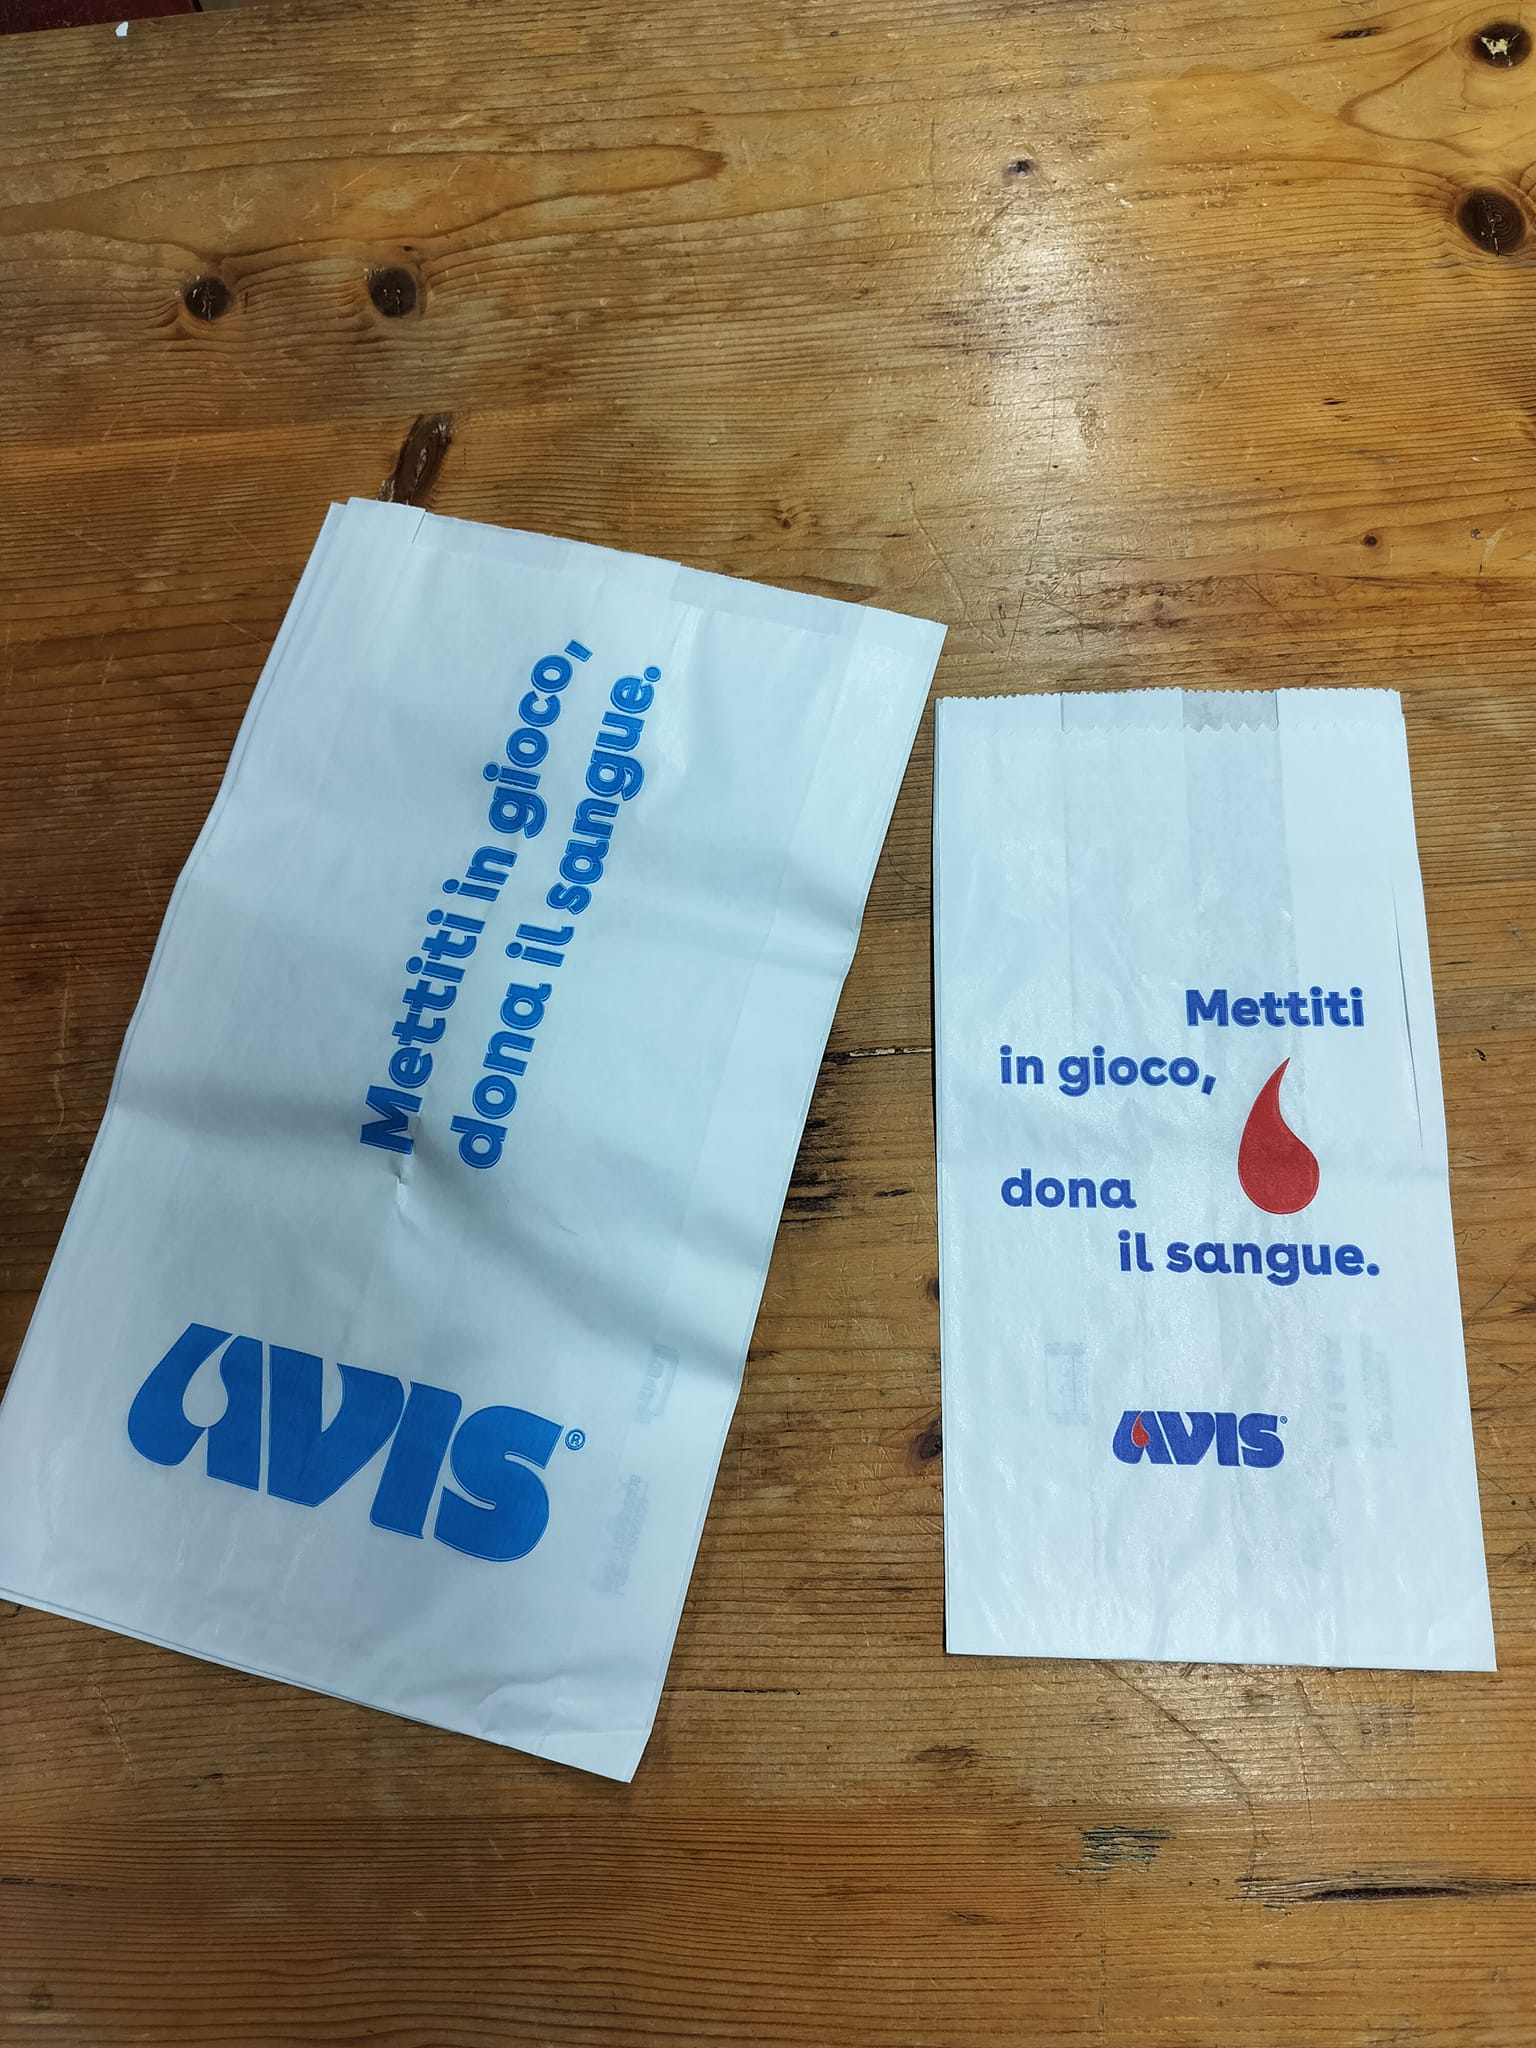 Mettiti in gioco,
dona il sangue.
AVIS®
Mettiti
in gioco,
dona
il sangue.
AVIS®